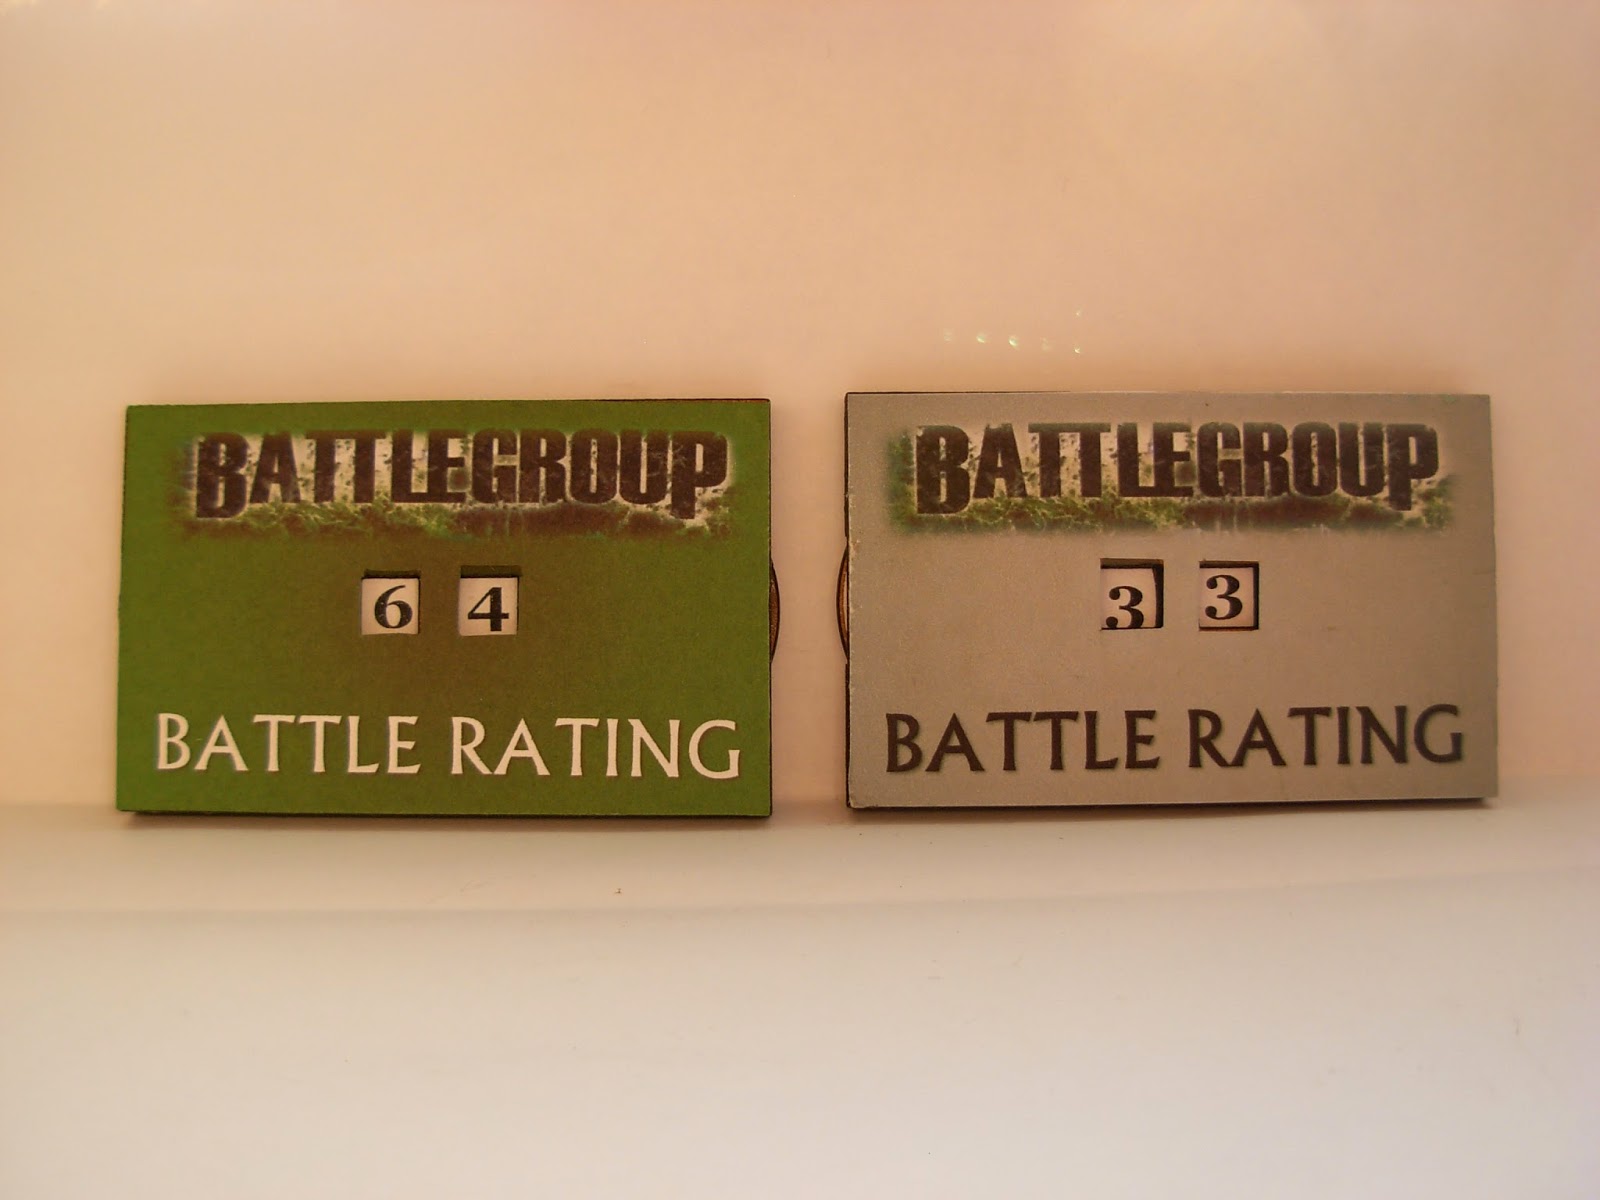 BATTLEGROUP
6 4
BATTLE RATING
BATTLEGROUP
3 3
BATTLE RATING